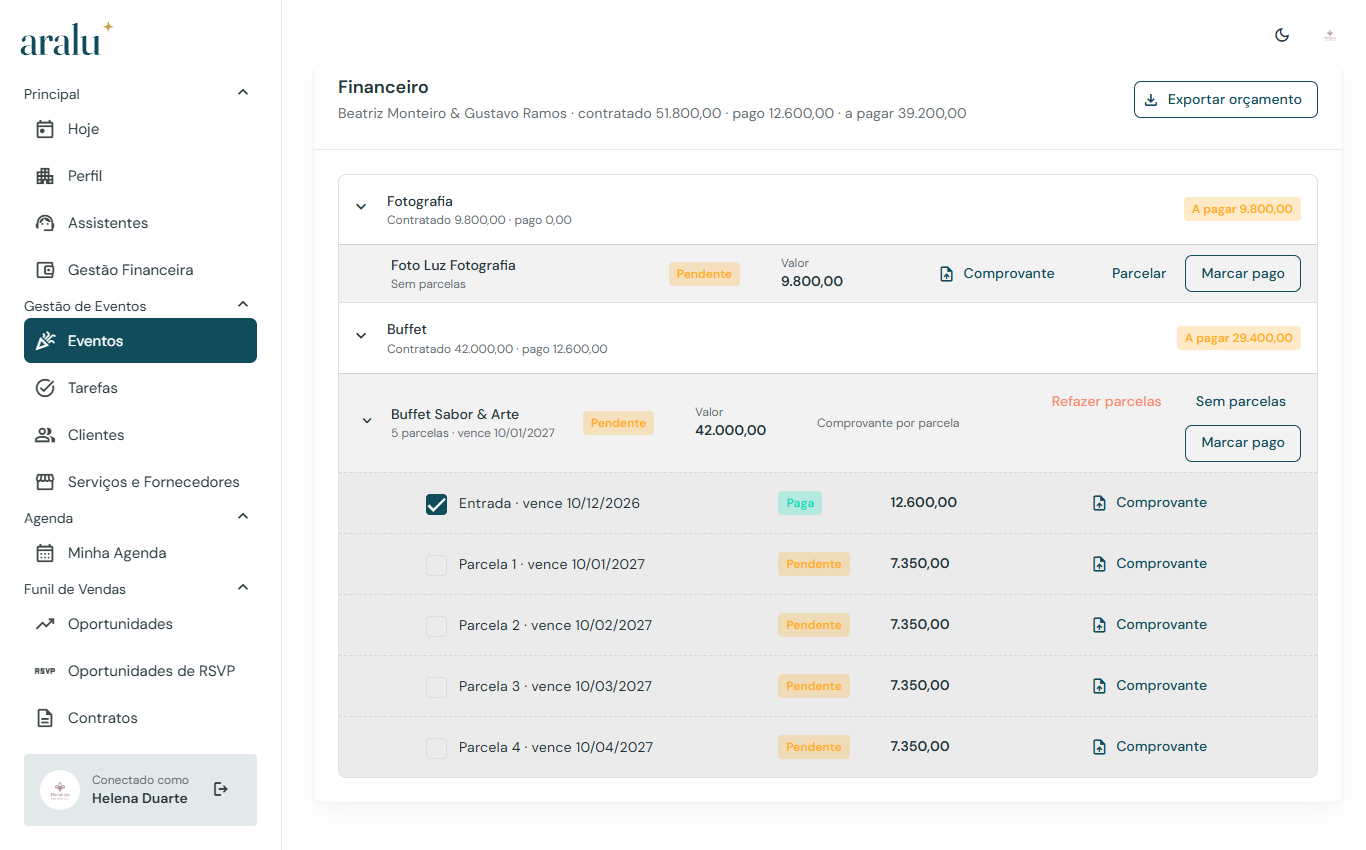 aralu
Principal
Hoje
Perfil
Assistentes
Gestão Financeira
Gestão de Eventos
Eventos
Tarefas
Clientes
Serviços e Fornecedores
Agenda
Minha Agenda
Funil de Vendas
Oportunidades
RSVP Oportunidades de RSVP
Contratos
Conectado como
Helena Duarte
Financeiro
Beatriz Monteiro & Gustavo Ramos · contratado 51.800,00 · pago 12.600,00 · a pagar 39.200,00
Exportar orçamento
Fotografia
Contratado 9.800,00 · pago 0,00
A pagar 9.800,00
Foto Luz Fotografia
Sem parcelas
Pendente
Valor
9.800,00
Comprovante
Parcelar
Marcar pago
Buffet
Contratado 42.000,00 · pago 12.600,00
A pagar 29.400,00
Buffet Sabor & Arte
5 parcelas · vence 10/01/2027
Pendente
Valor
42.000,00
Comprovante por parcela
Refazer parcelas
Sem parcelas
Marcar pago
Entrada · vence 10/12/2026 Paga 12.600,00 Comprovante
Parcela 1 · vence 10/01/2027 Pendente 7.350,00 Comprovante
Parcela 2 · vence 10/02/2027 Pendente 7.350,00 Comprovante
Parcela 3 · vence 10/03/2027 Pendente 7.350,00 Comprovante
Parcela 4 · vence 10/04/2027 Pendente 7.350,00 Comprovante